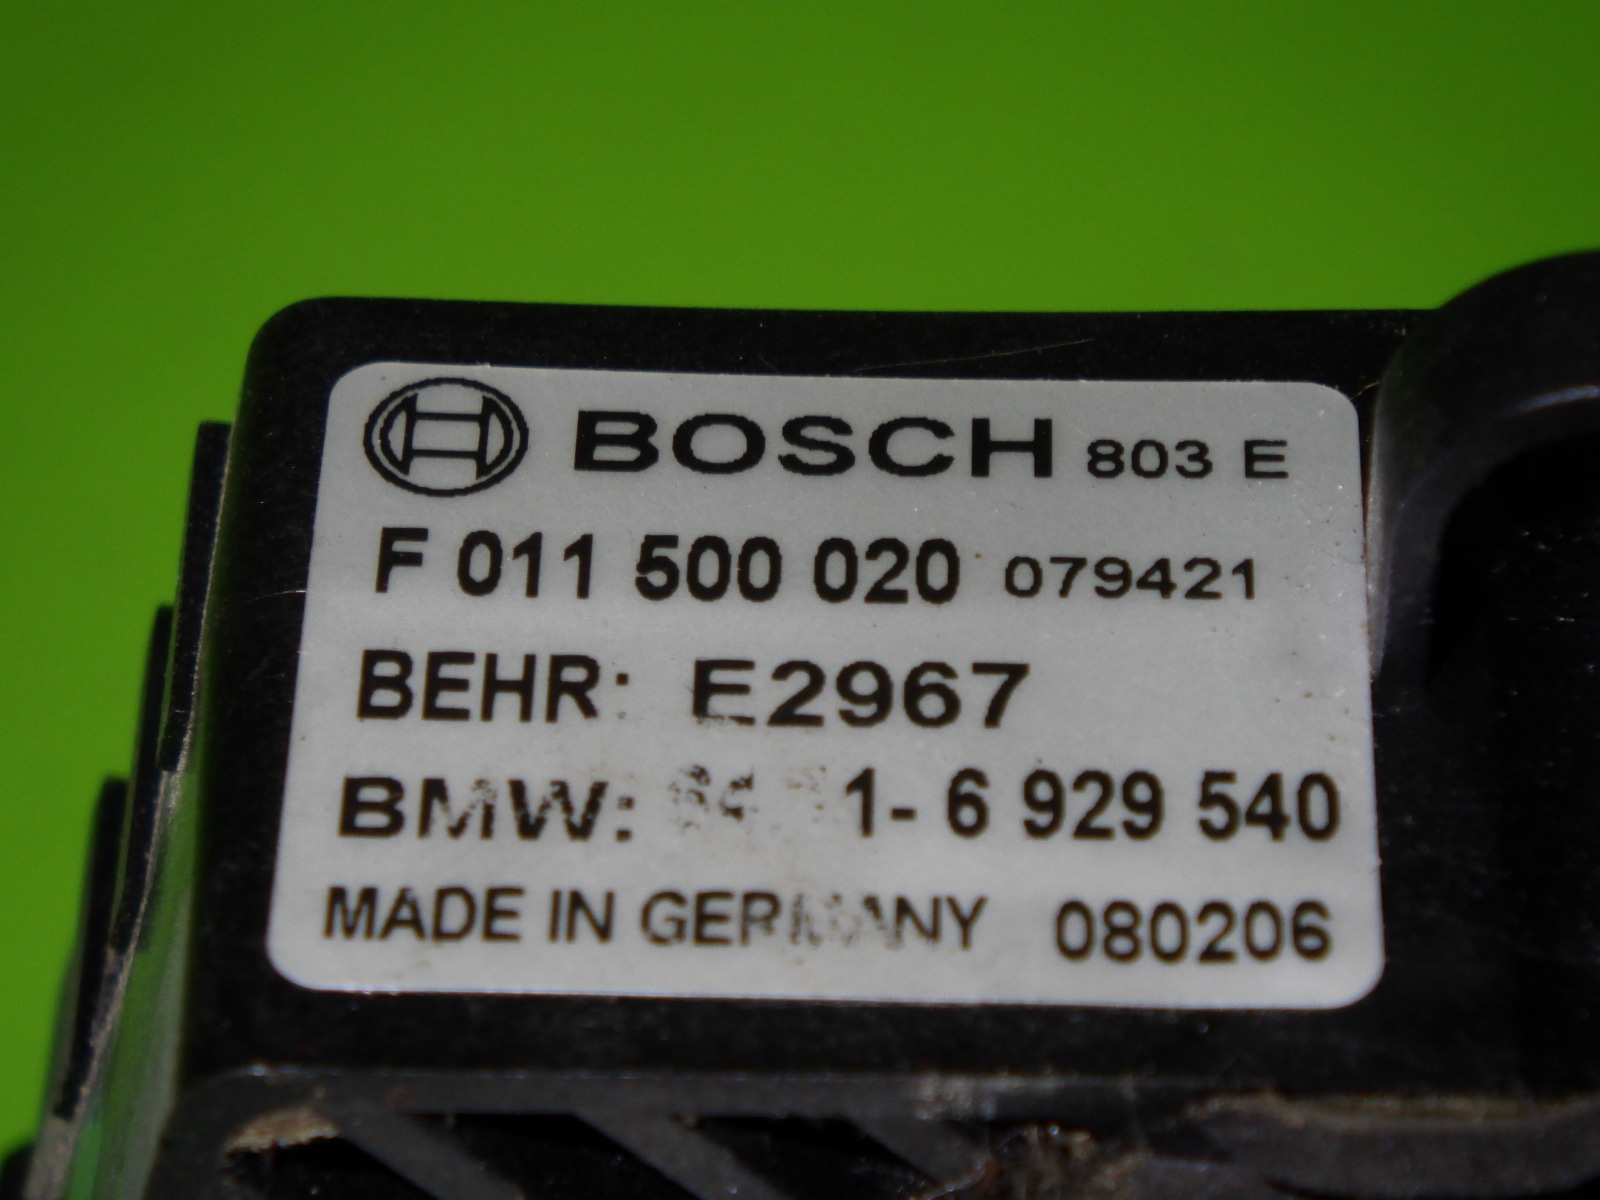 BOSCH 803 E
F 011 500 020 079421
BEHR: E2967
BMW: 1- 6 929 540
MADE IN GERMANY 080206